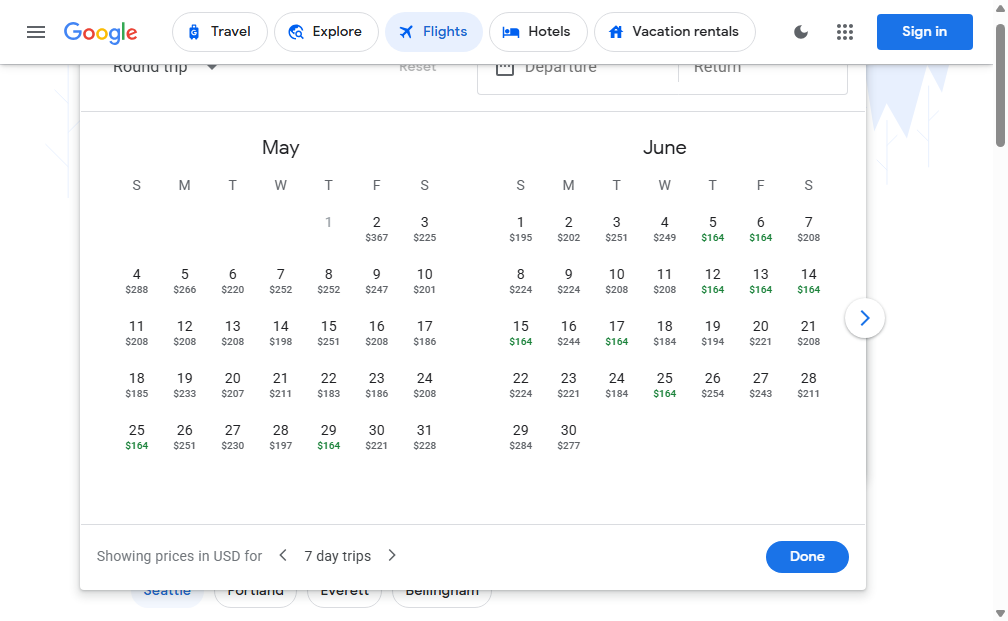 Google Travel Explore Flights Hotels Vacation rentals Sign in
Round trip Reset Departure Return
May June
S M T W T F S S M T W T F S
1 2 3 1 2 3 4 5 6 7
$367 $225 $195 $202 $251 $249 $164 $164 $208
4 5 6 7 8 9 10 8 9 10 11 12 13 14
$288 $266 $220 $252 $252 $247 $201 $224 $224 $208 $208 $164 $164 $164
11 12 13 14 15 16 17 15 16 17 18 19 20 21
$208 $208 $208 $198 $251 $208 $186 $164 $244 $164 $184 $194 $221 $208
18 19 20 21 22 23 24 22 23 24 25 26 27 28
$185 $233 $207 $211 $183 $186 $208 $224 $221 $184 $164 $254 $243 $211
25 26 27 28 29 30 31 29 30
$164 $251 $230 $197 $164 $221 $228 $284 $277
Showing prices in USD for 7 day trips Done
Seattle Portland Everett Bellingham